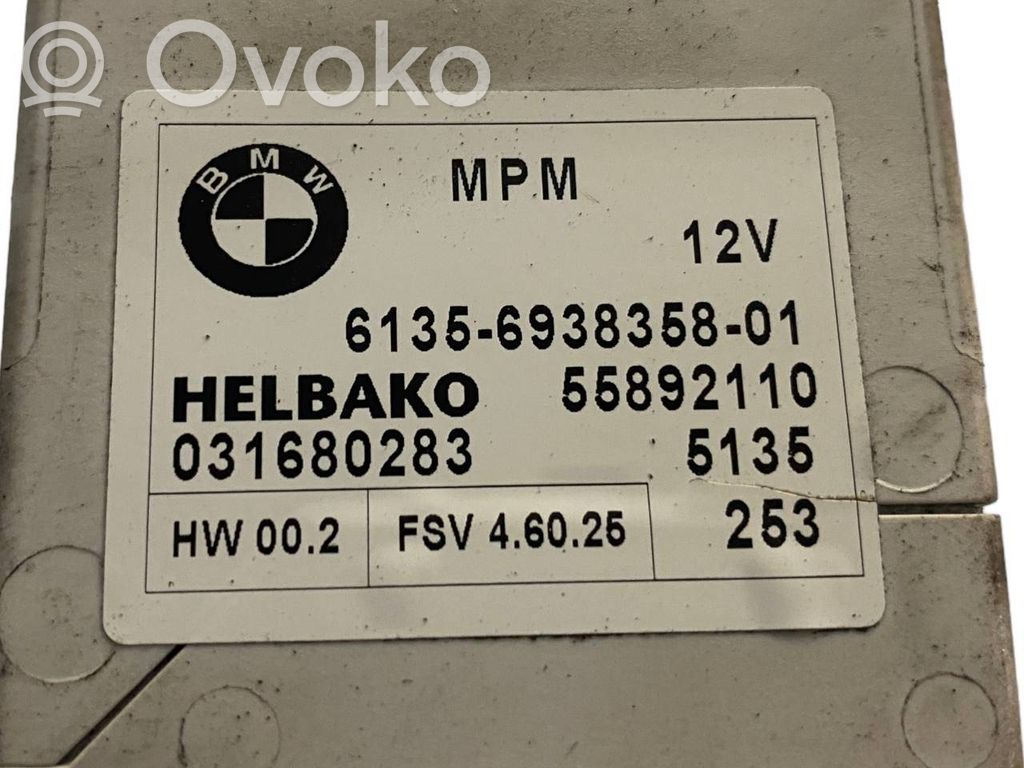 Ovoko
BMW
MPM
12V
6135-6938358-01
HELBAKO 55892110
031680283 5135
HW 00.2 FSV 4.60.25 253